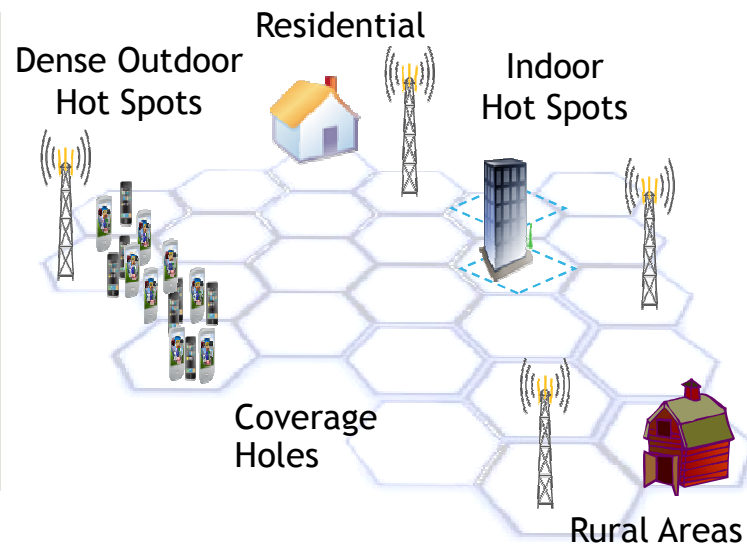 Residential
Dense Outdoor
Hot Spots
Indoor
Hot Spots
Coverage
Holes
Rural Areas